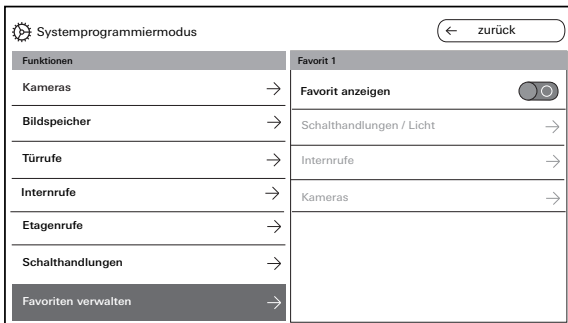 Systemprogrammiermodus
← zurück
Funktionen
Kameras →
Bildspeicher →
Türrufe →
Internrufe →
Etagenrufe →
Schalthandlungen →
Favoriten verwalten →
Favorit 1
Favorit anzeigen
Schalthandlungen / Licht →
Internrufe →
Kameras →